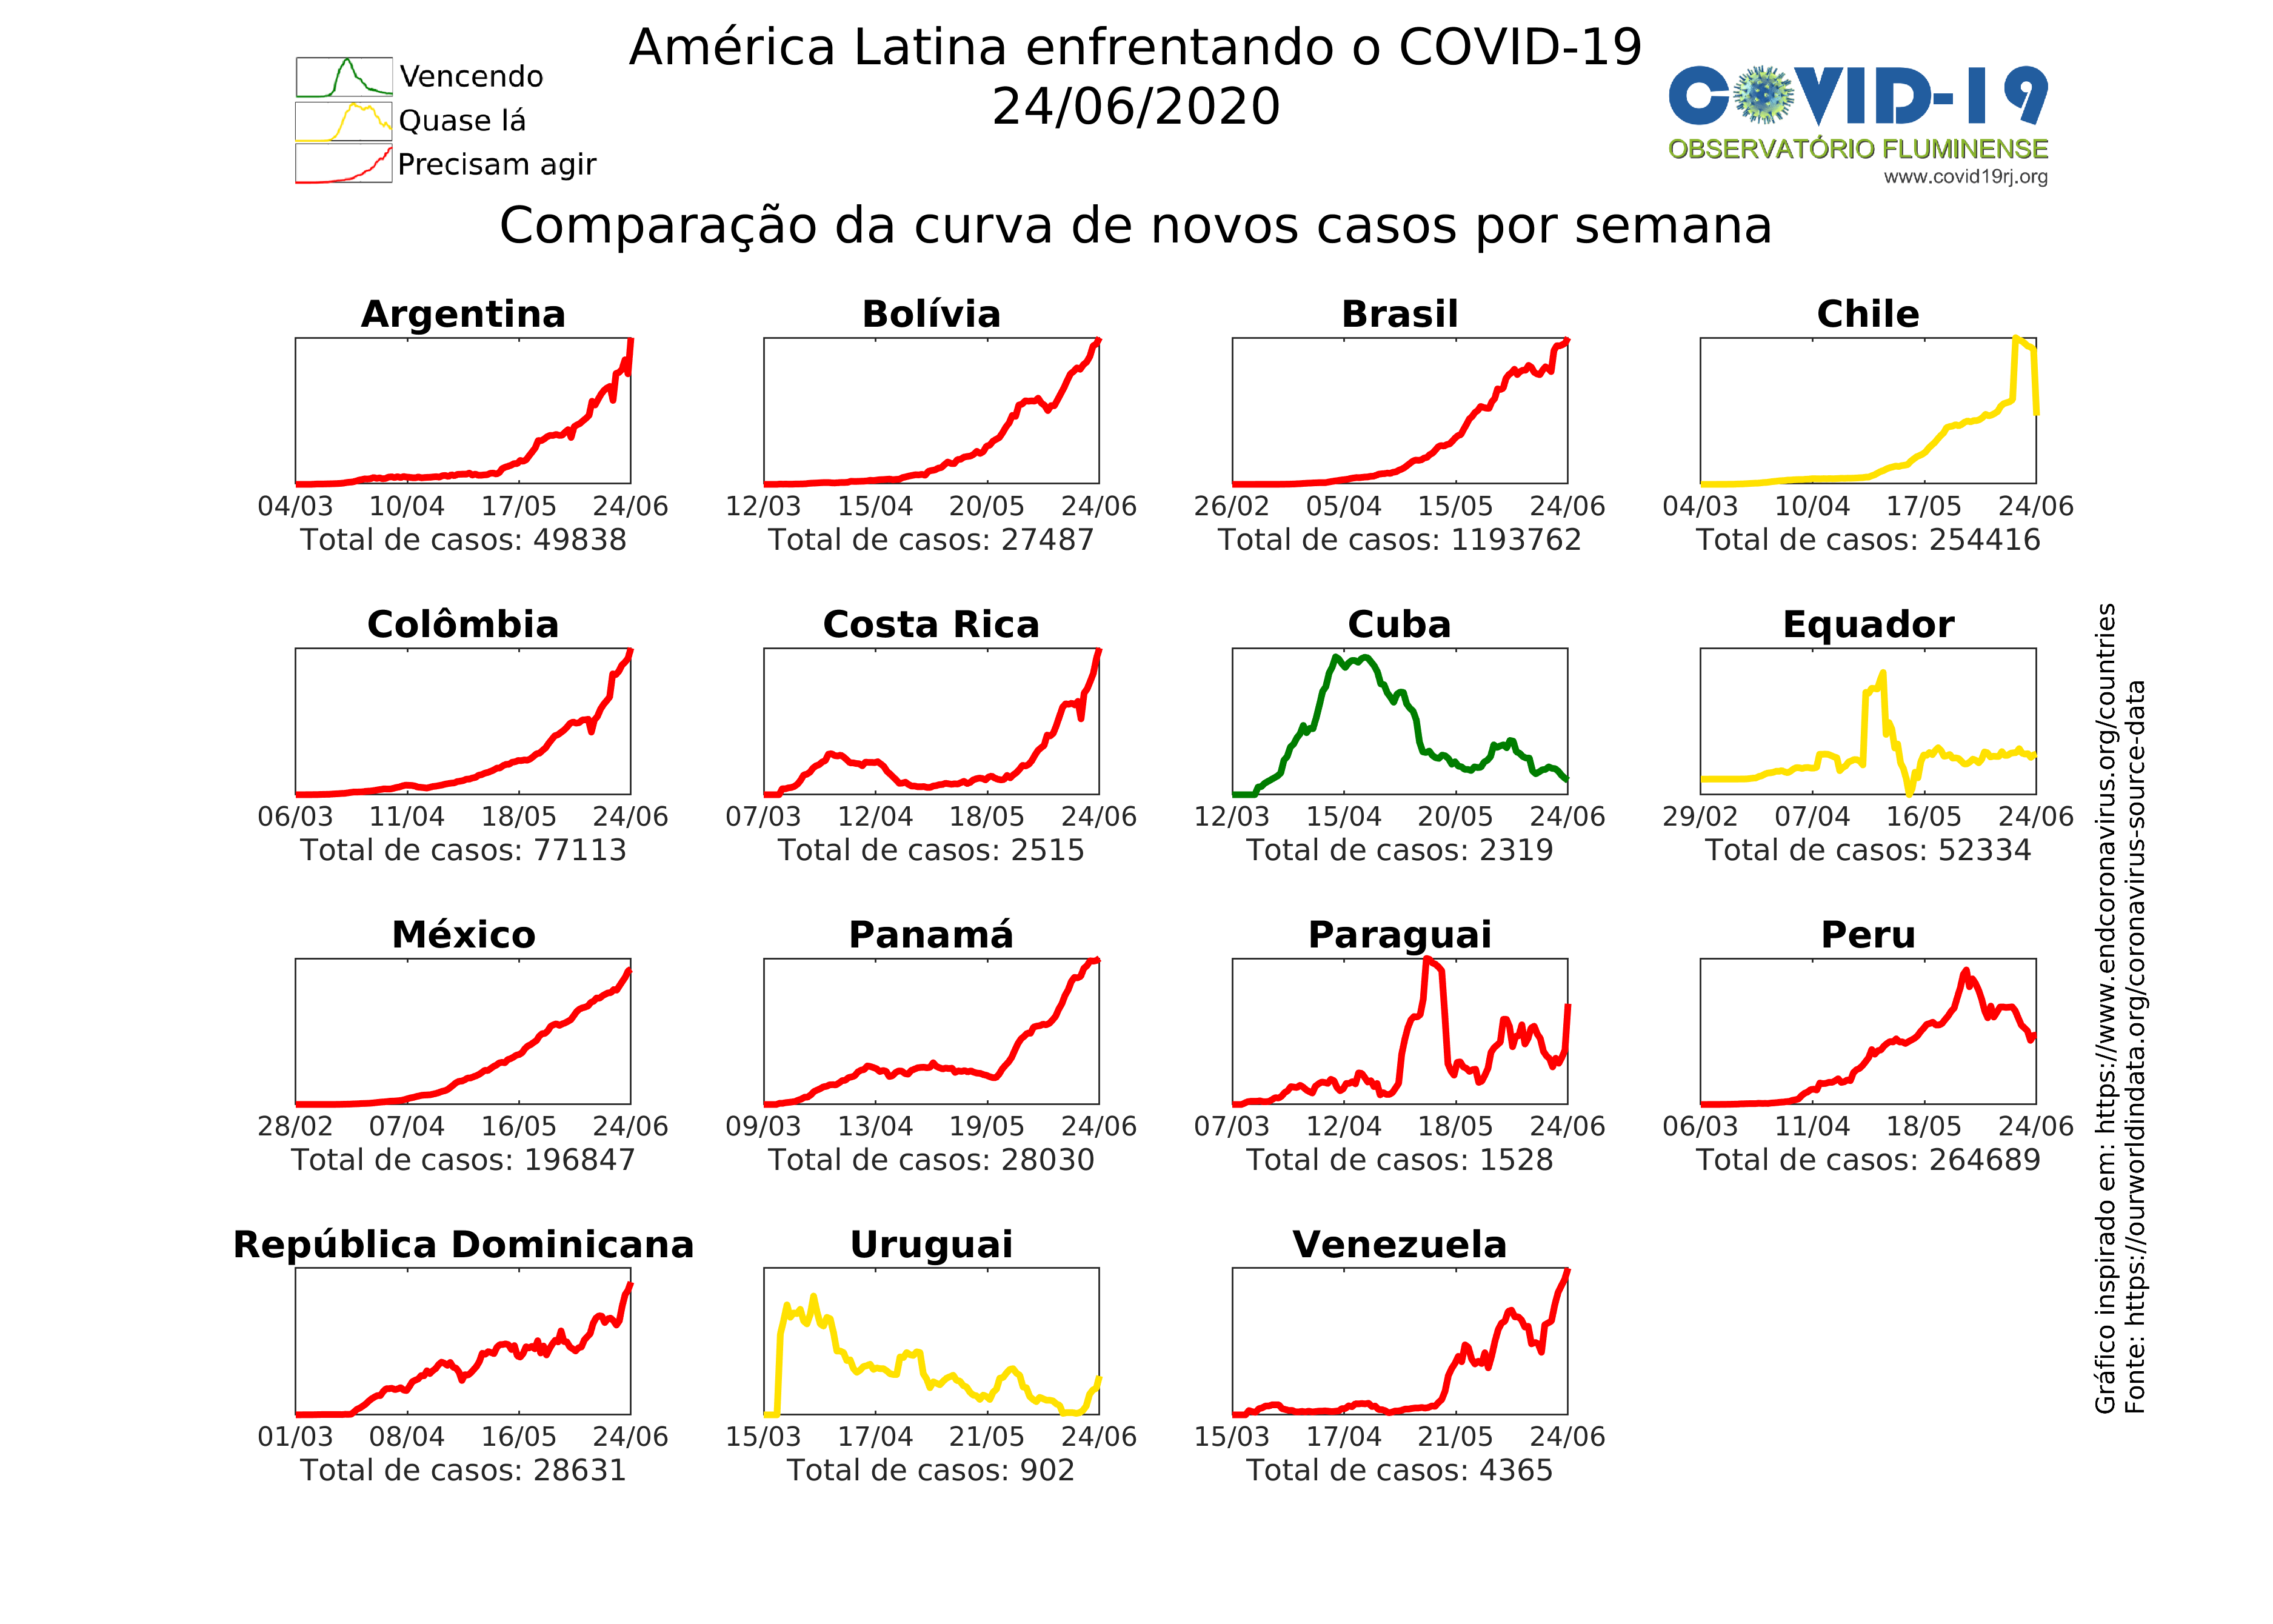 América Latina enfrentando o COVID-19
24/06/2020
Vencendo
Quase lá
Precisam agir
COVID-19
OBSERVATÓRIO FLUMINENSE
www.covid19rj.org
Comparação da curva de novos casos por semana
Argentina
04/03 10/04 17/05 24/06
Total de casos: 49838
Bolívia
12/03 15/04 20/05 24/06
Total de casos: 27487
Brasil
26/02 05/04 15/05 24/06
Total de casos: 1193762
Chile
04/03 10/04 17/05 24/06
Total de casos: 254416
Colômbia
06/03 11/04 18/05 24/06
Total de casos: 77113
Costa Rica
07/03 12/04 18/05 24/06
Total de casos: 2515
Cuba
12/03 15/04 20/05 24/06
Total de casos: 2319
Equador
29/02 07/04 16/05 24/06
Total de casos: 52334
México
28/02 07/04 16/05 24/06
Total de casos: 196847
Panamá
09/03 13/04 19/05 24/06
Total de casos: 28030
Paraguai
07/03 12/04 18/05 24/06
Total de casos: 1528
Peru
06/03 11/04 18/05 24/06
Total de casos: 264689
República Dominicana
01/03 08/04 16/05 24/06
Total de casos: 28631
Uruguai
15/03 17/04 21/05 24/06
Total de casos: 902
Venezuela
15/03 17/04 21/05 24/06
Total de casos: 4365
Gráfico inspirado em: https://www.endcoronavirus.org/countries
Fonte: https://ourworldindata.org/coronavirus-source-data